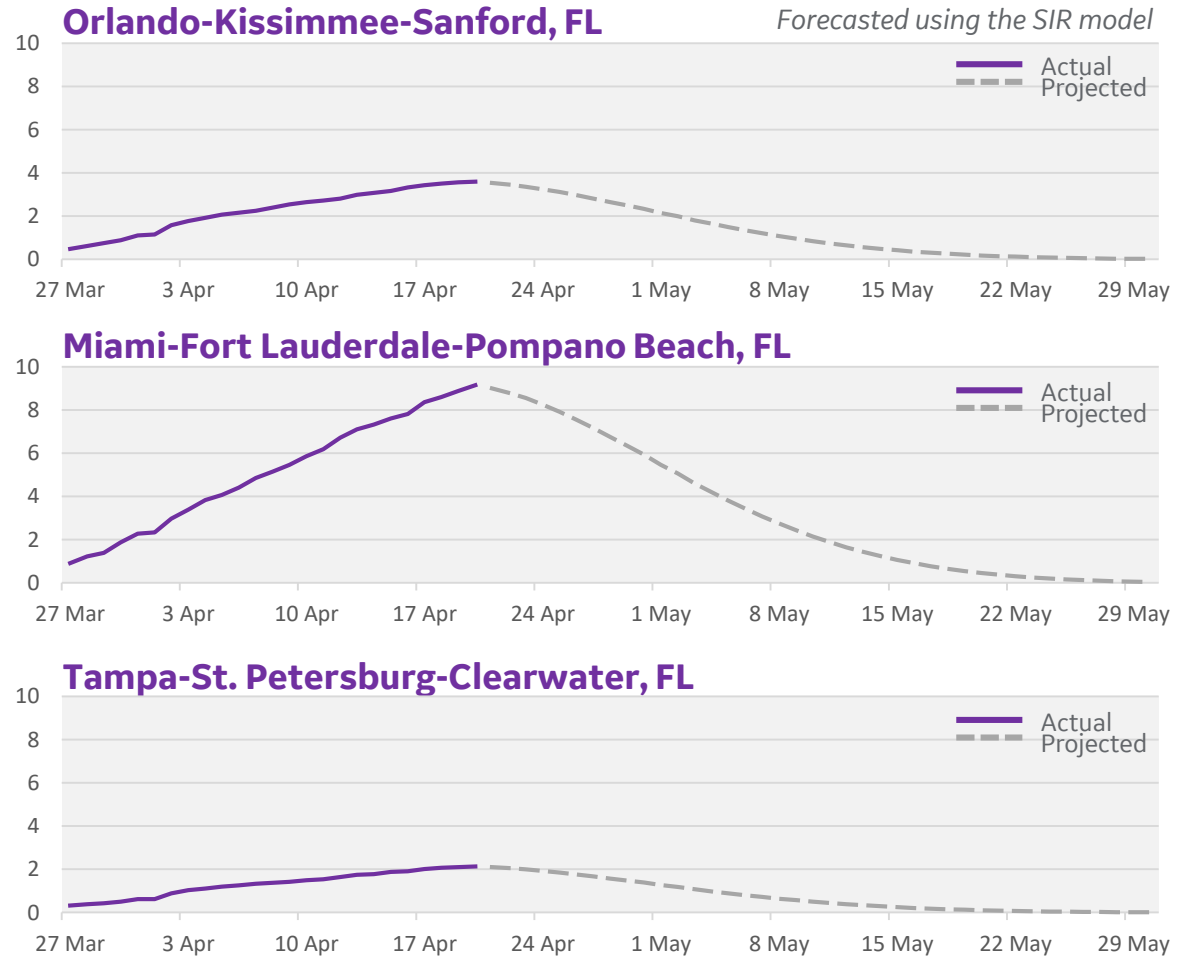 Orlando-Kissimmee-Sanford, FL
Forecasted using the SIR model
10
8
6
4
2
0
Actual
Projected
27 Mar 3 Apr 10 Apr 17 Apr 24 Apr 1 May 8 May 15 May 22 May 29 May
Miami-Fort Lauderdale-Pompano Beach, FL
10
8
6
4
2
0
Actual
Projected
27 Mar 3 Apr 10 Apr 17 Apr 24 Apr 1 May 8 May 15 May 22 May 29 May
Tampa-St. Petersburg-Clearwater, FL
10
8
6
4
2
0
Actual
Projected
27 Mar 3 Apr 10 Apr 17 Apr 24 Apr 1 May 8 May 15 May 22 May 29 May